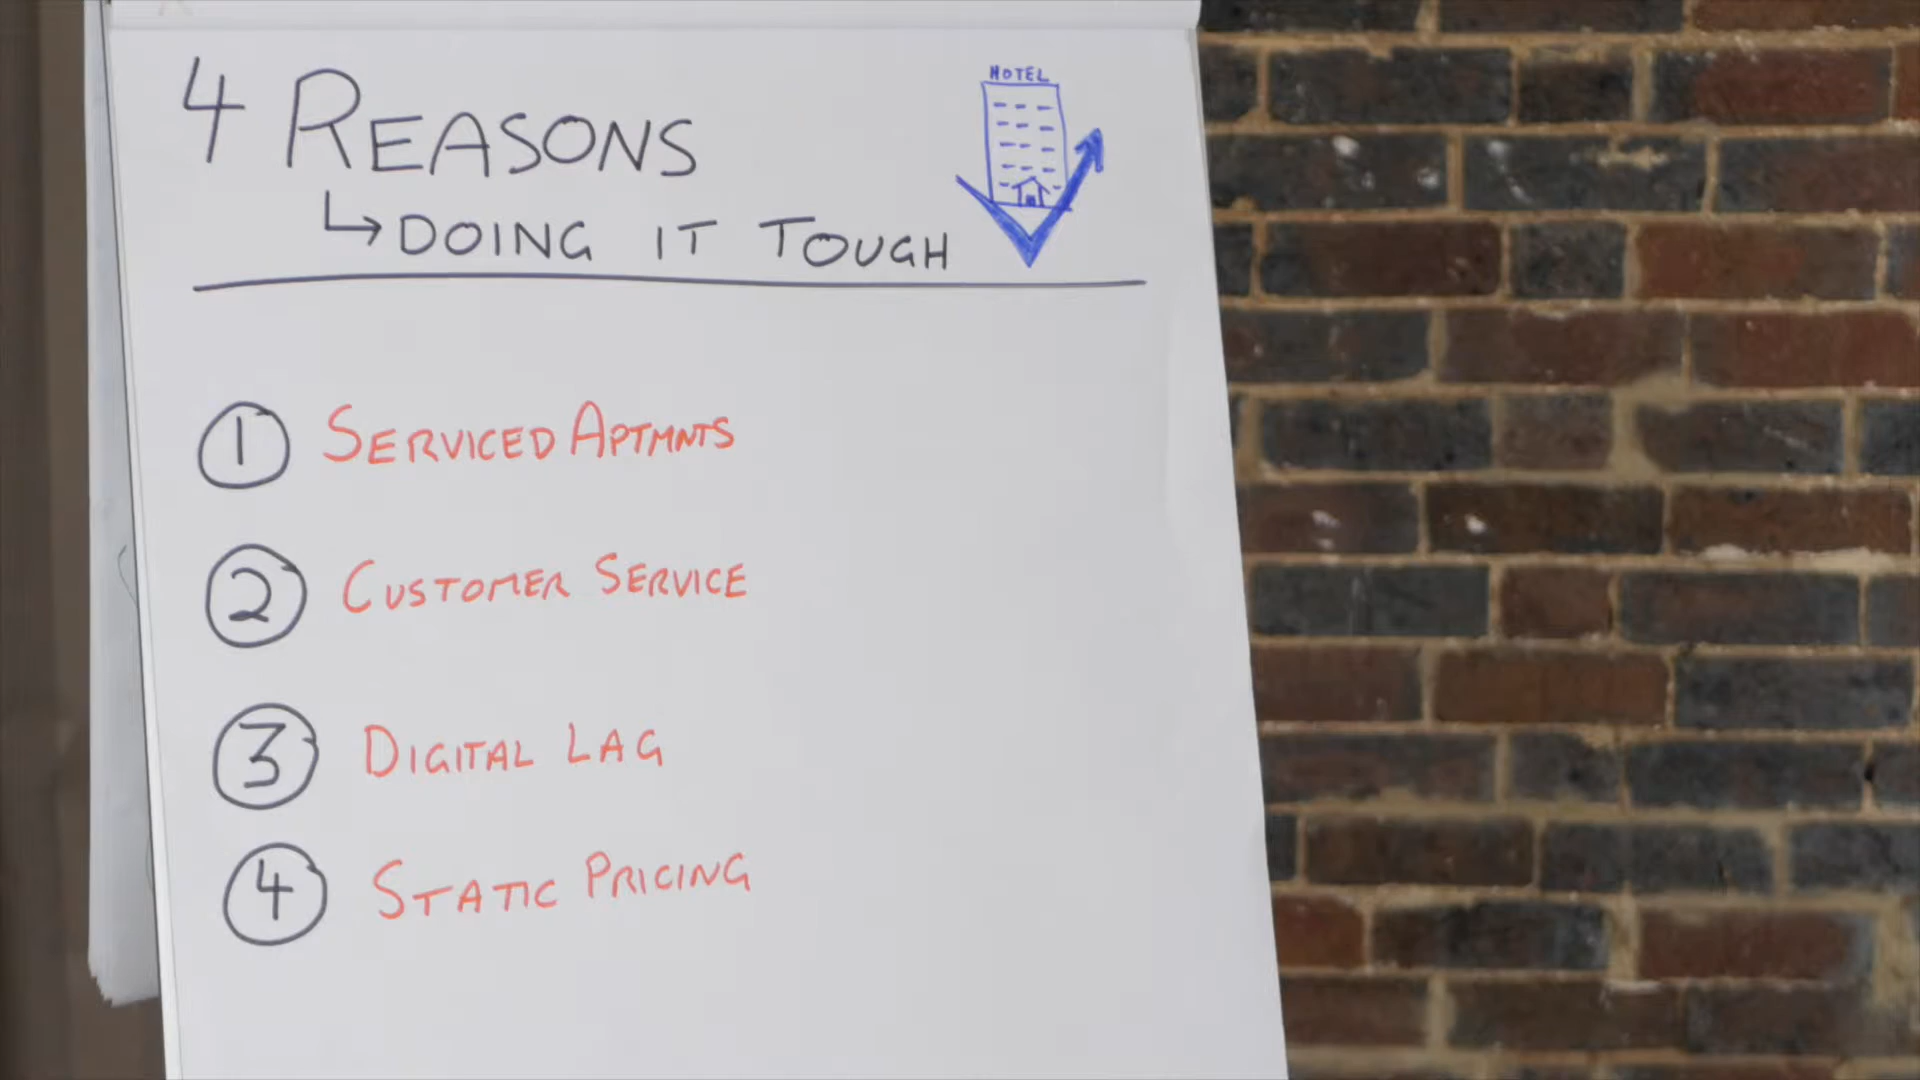 4 REASONS
HOTEL
↳ DOING IT TOUGH
1 SERVICED APTMNTS
2 CUSTOMER SERVICE
3 DIGITAL LAG
4 STATIC PRICING